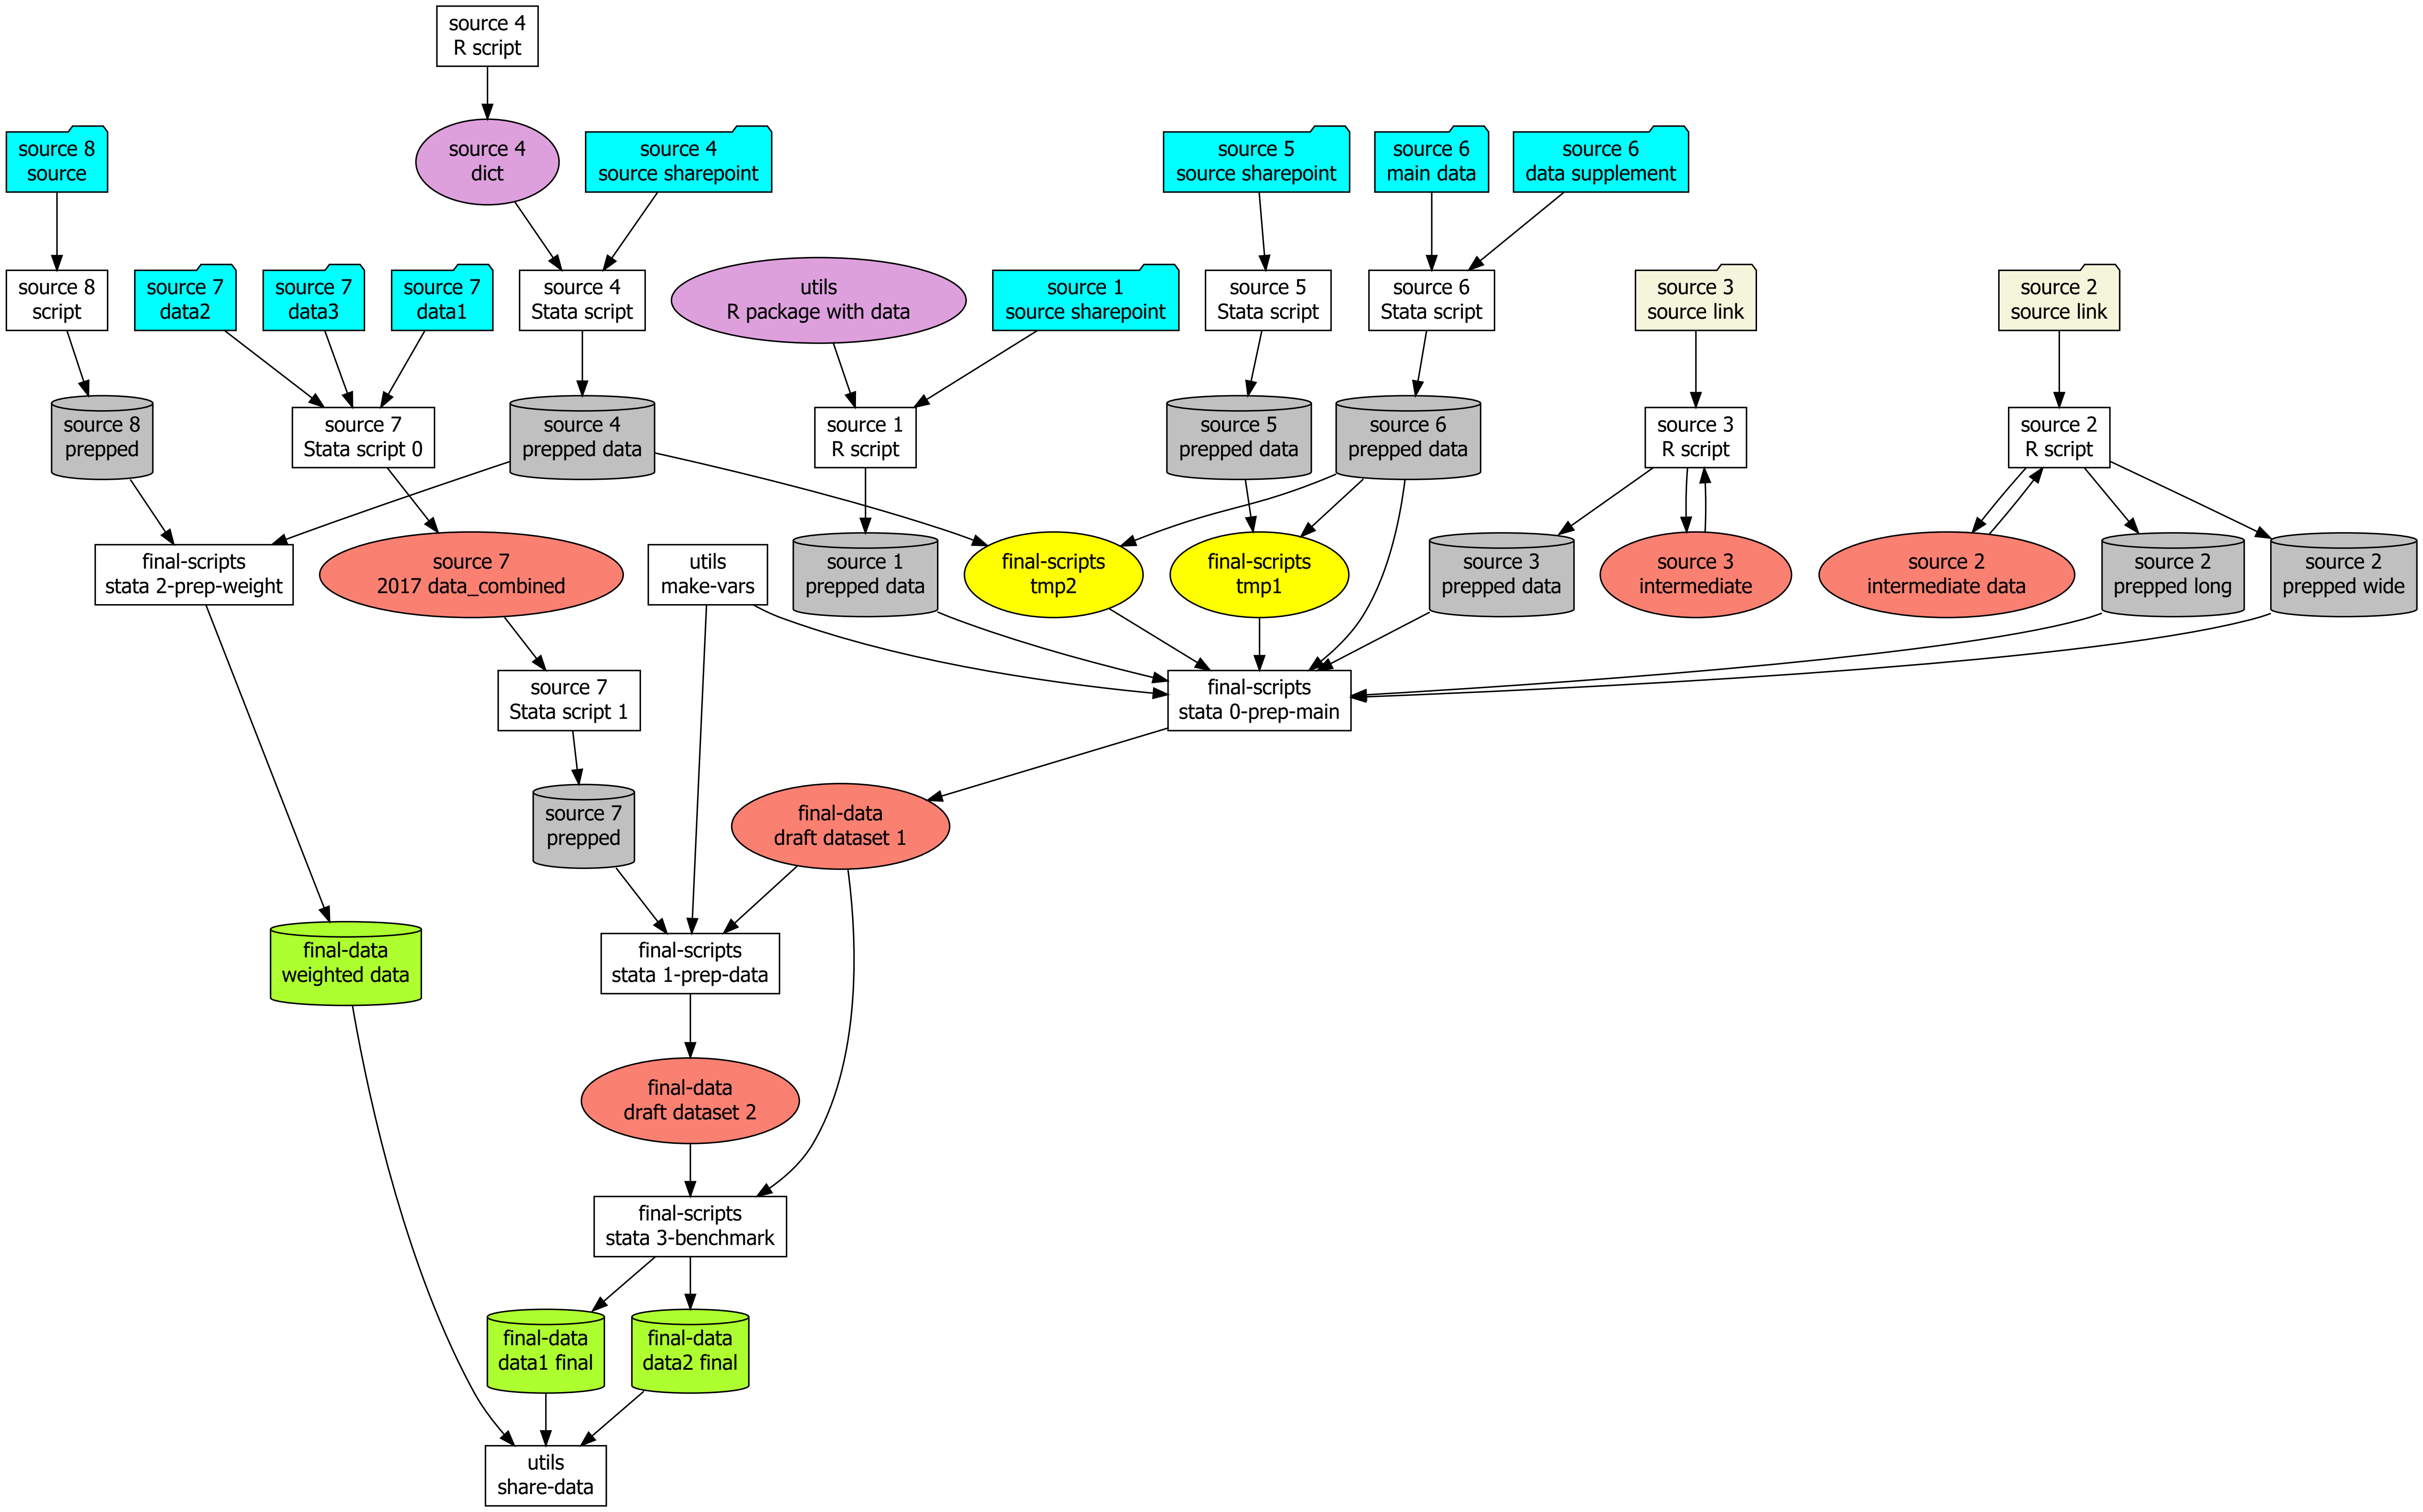 source 4
R script
source 8
source
source 4
dict
source 4
source sharepoint
source 5
source sharepoint
source 6
main data
source 6
data supplement
source 8
script
source 7
data2
source 7
data3
source 7
data1
source 4
Stata script
utils
R package with data
source 1
source sharepoint
source 5
Stata script
source 6
Stata script
source 3
source link
source 2
source link
source 8
prepped
source 7
Stata script 0
source 4
prepped data
source 1
R script
source 5
prepped data
source 6
prepped data
source 3
R script
source 2
R script
final-scripts
stata 2-prep-weight
source 7
2017 data_combined
utils
make-vars
source 1
prepped data
final-scripts
tmp2
final-scripts
tmp1
source 3
prepped data
source 3
intermediate
source 2
intermediate data
source 2
prepped long
source 2
prepped wide
source 7
Stata script 1
final-scripts
stata 0-prep-main
source 7
prepped
final-data
draft dataset 1
final-data
weighted data
final-scripts
stata 1-prep-data
final-data
draft dataset 2
final-scripts
stata 3-benchmark
final-data
data1 final
final-data
data2 final
utils
share-data